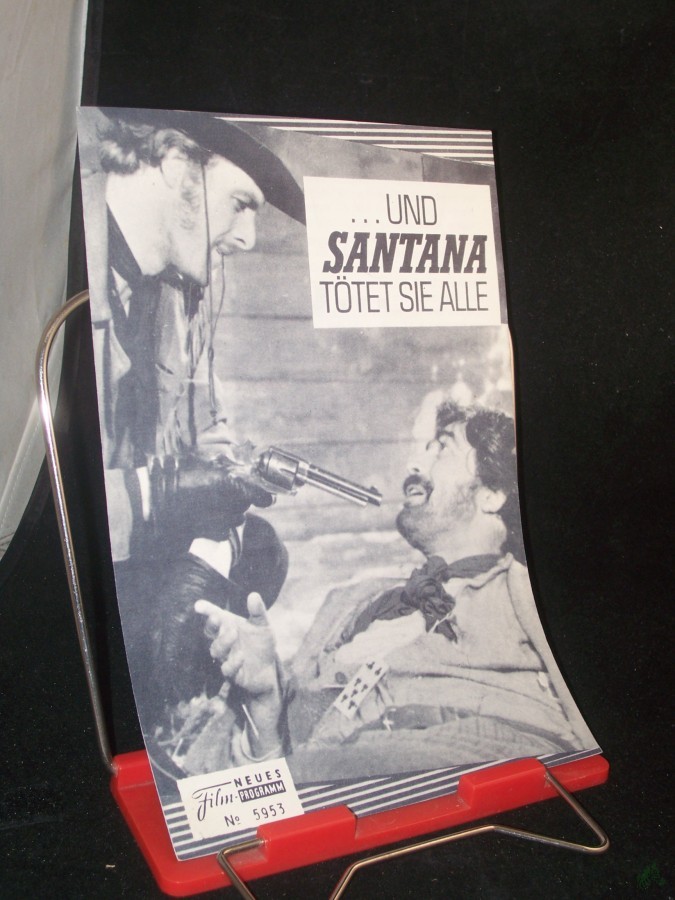 ...UND
SANTANA
TÖTET SIE ALLE
NEUES
Film-PROGRAMM
No 5953